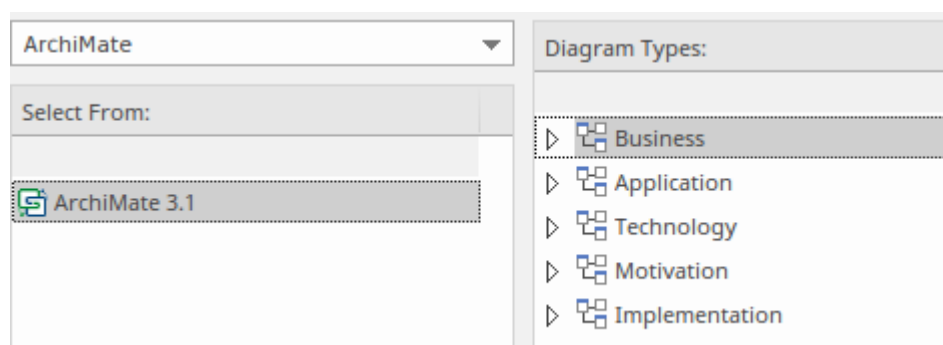 ArchiMate
Select From:
ArchiMate 3.1
Diagram Types:
Business
Application
Technology
Motivation
Implementation